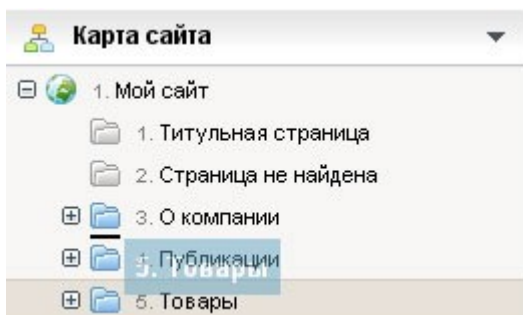 Карта сайта
1. Мой сайт
1. Титульная страница
2. Страница не найдена
3. О компании
4. Публикации
5. Товары
5. Товары